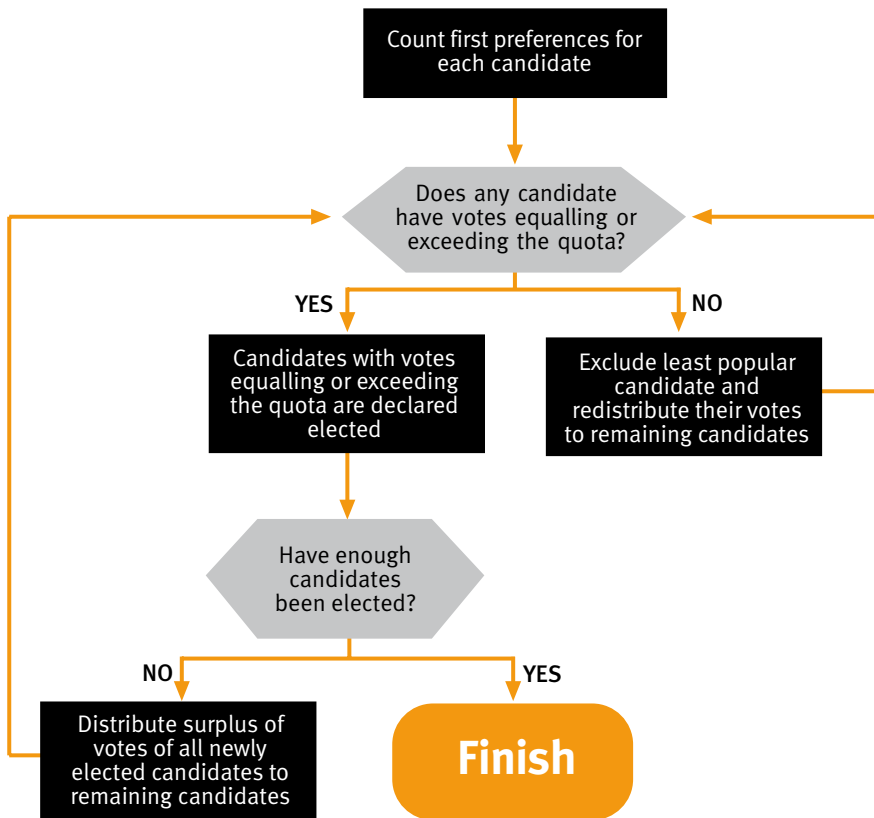 Count first preferences for
each candidate
Does any candidate
have votes equalling or
exceeding the quota?
YES
NO
Candidates with votes
equalling or exceeding
the quota are declared
elected
Exclude least popular
candidate and
redistribute their votes
to remaining candidates
Have enough
candidates
been elected?
NO
YES
Distribute surplus of
votes of all newly
elected candidates to
remaining candidates
Finish